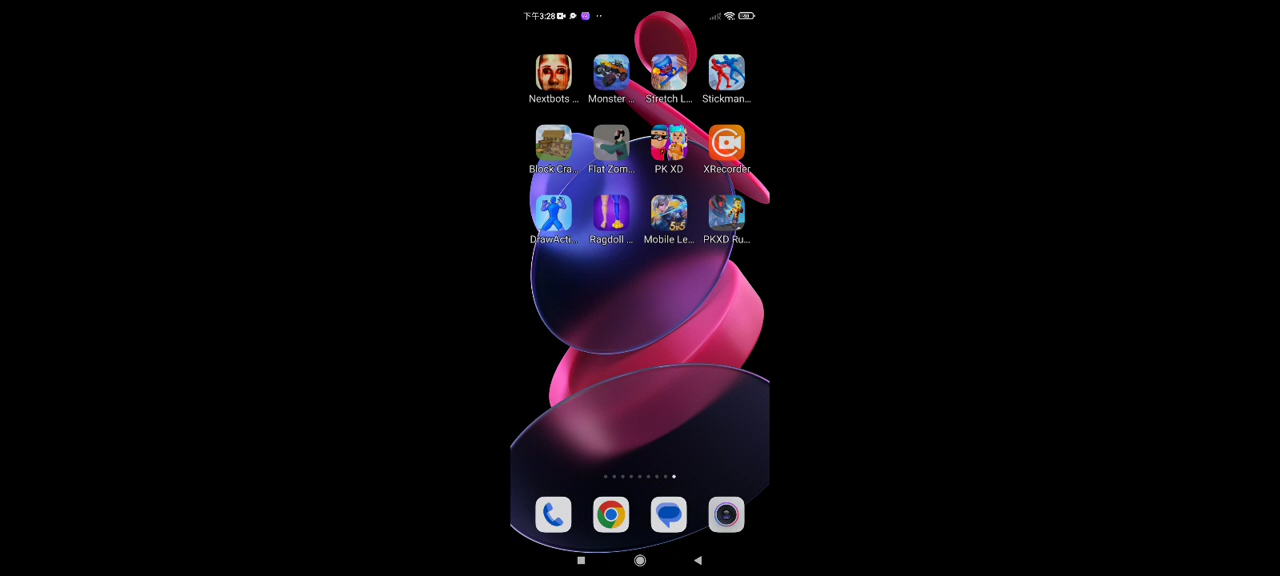 下午3:28
Nextbots ...
Monster ...
Stretch L...
Stickman...
Block Cra...
Flat Zom...
PK XD
XRecorder
DrawActi...
Ragdoll ...
Mobile Le...
PKXD Ru...
5v5